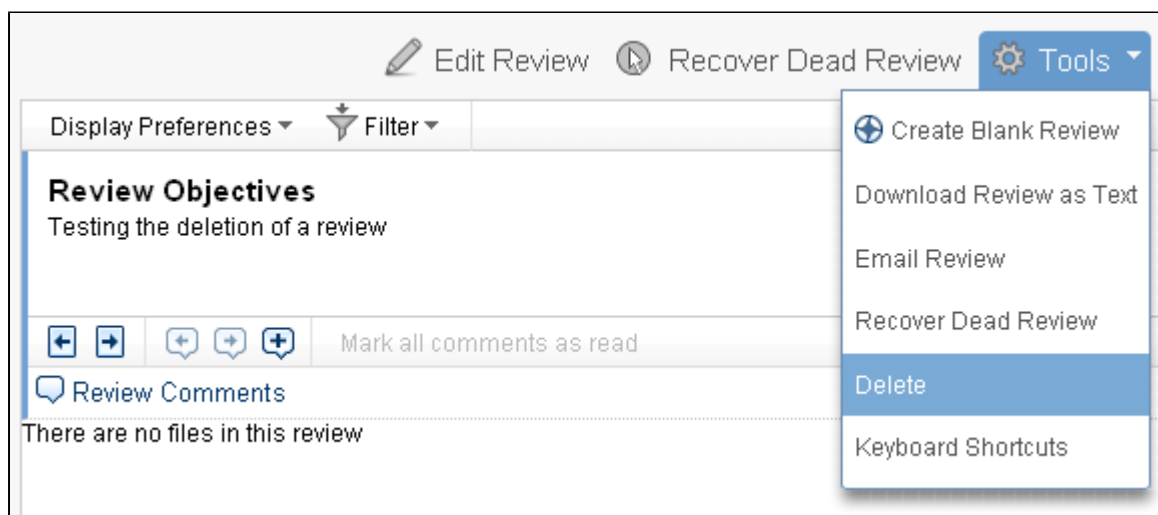 Edit Review Recover Dead Review Tools
Display Preferences Filter
Create Blank Review
Download Review as Text
Email Review
Recover Dead Review
Delete
Keyboard Shortcuts
Review Objectives
Testing the deletion of a review
Mark all comments as read
Review Comments
There are no files in this review